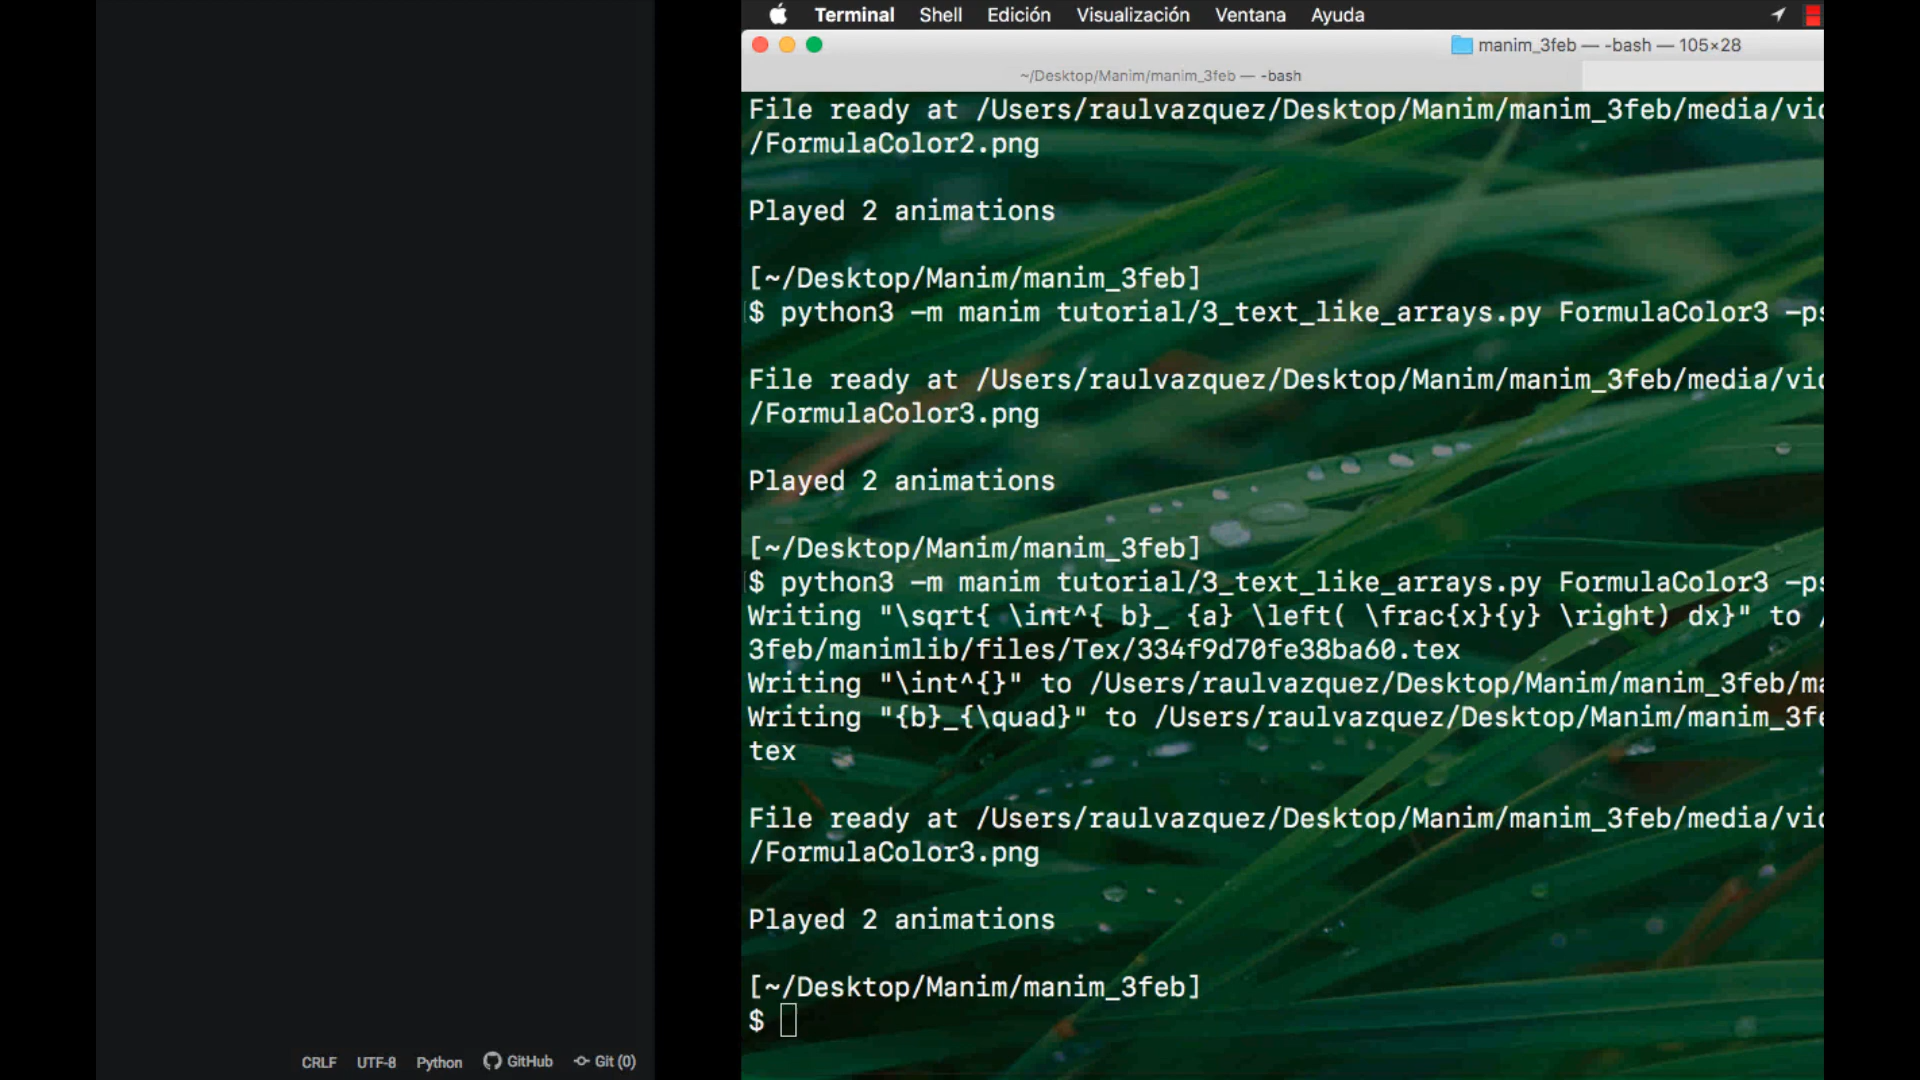 Terminal Shell Edición Visualización Ventana Ayuda
manim_3feb — -bash — 105×28
~/Desktop/Manim/manim_3feb — -bash
File ready at /Users/raulvazquez/Desktop/Manim/manim_3feb/media/vi
/FormulaColor2.png
Played 2 animations
[~/Desktop/Manim/manim_3feb]
$ python3 -m manim tutorial/3_text_like_arrays.py FormulaColor3 -ps
File ready at /Users/raulvazquez/Desktop/Manim/manim_3feb/media/vi
/FormulaColor3.png
Played 2 animations
[~/Desktop/Manim/manim_3feb]
$ python3 -m manim tutorial/3_text_like_arrays.py FormulaColor3 -ps
Writing "\sqrt{ \int^{ b}_ {a} \left( \frac{x}{y} \right) dx}" to /
3feb/manimlib/files/Tex/334f9d70fe38ba60.tex
Writing "\int^{}" to /Users/raulvazquez/Desktop/Manim/manim_3feb/m
Writing "{b}_{\quad}" to /Users/raulvazquez/Desktop/Manim/manim_3f
tex
File ready at /Users/raulvazquez/Desktop/Manim/manim_3feb/media/vi
/FormulaColor3.png
Played 2 animations
[~/Desktop/Manim/manim_3feb]
$
CRLF UTF-8 Python GitHub Git (0)